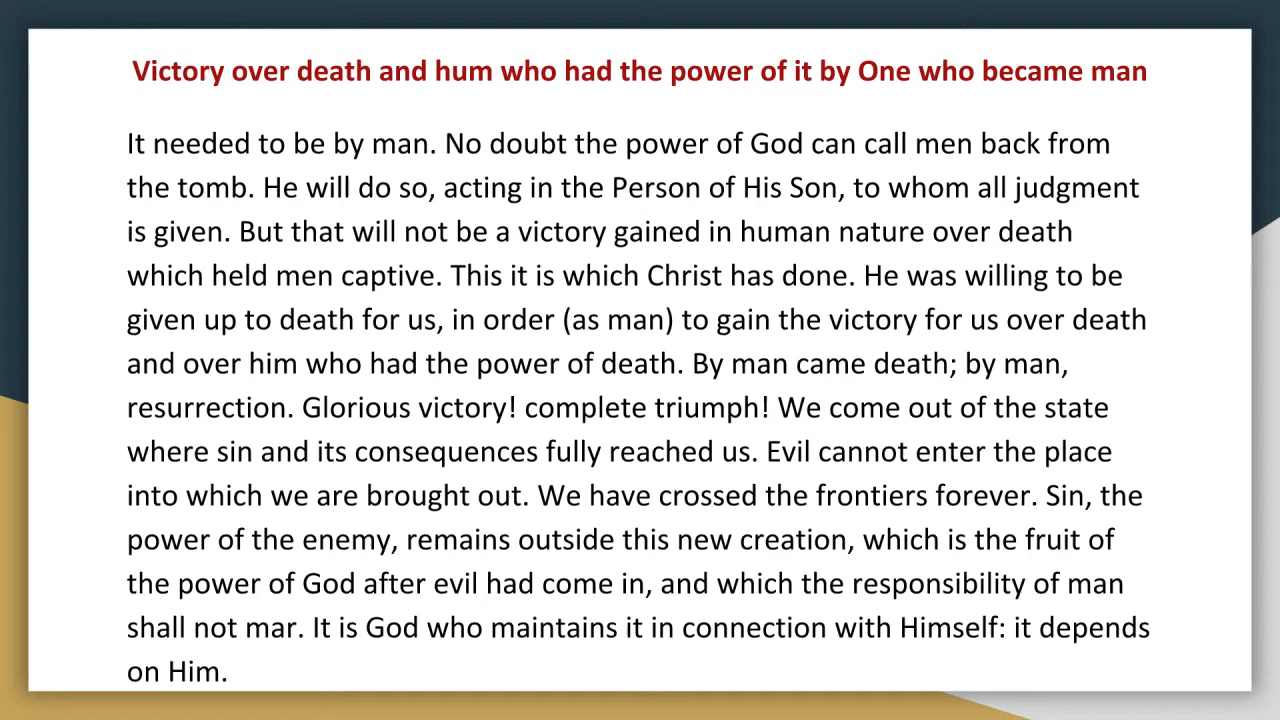 Victory over death and hum who had the power of it by One who became man
It needed to be by man. No doubt the power of God can call men back from
the tomb. He will do so, acting in the Person of His Son, to whom all judgment
is given. But that will not be a victory gained in human nature over death
which held men captive. This it is which Christ has done. He was willing to be
given up to death for us, in order (as man) to gain the victory for us over death
and over him who had the power of death. By man came death; by man,
resurrection. Glorious victory! complete triumph! We come out of the state
where sin and its consequences fully reached us. Evil cannot enter the place
into which we are brought out. We have crossed the frontiers forever. Sin, the
power of the enemy, remains outside this new creation, which is the fruit of
the power of God after evil had come in, and which the responsibility of man
shall not mar. It is God who maintains it in connection with Himself: it depends
on Him.